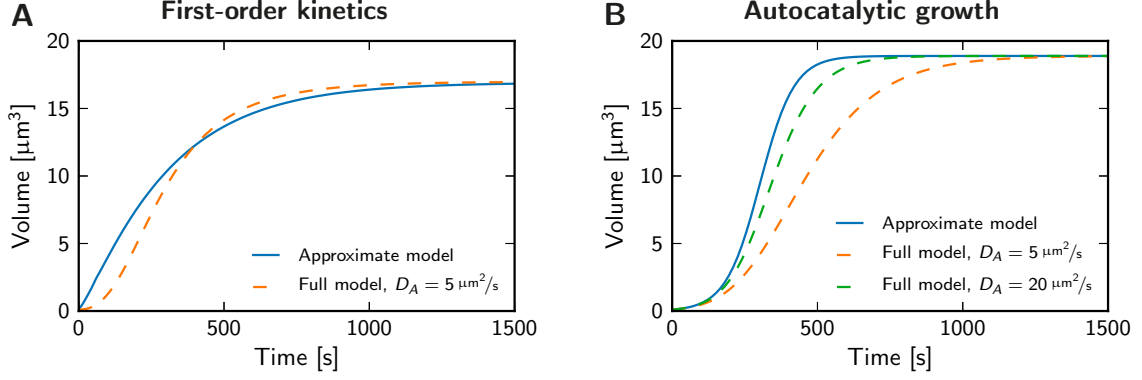 A
First-order kinetics
20
15
10
5
0
Volume [μm³]
Approximate model
Full model, D_A = 5 μm²/s
0 500 1000 1500
Time [s]
B
Autocatalytic growth
20
15
10
5
0
Volume [μm³]
Approximate model
Full model, D_A = 5 μm²/s
Full model, D_A = 20 μm²/s
0 500 1000 1500
Time [s]